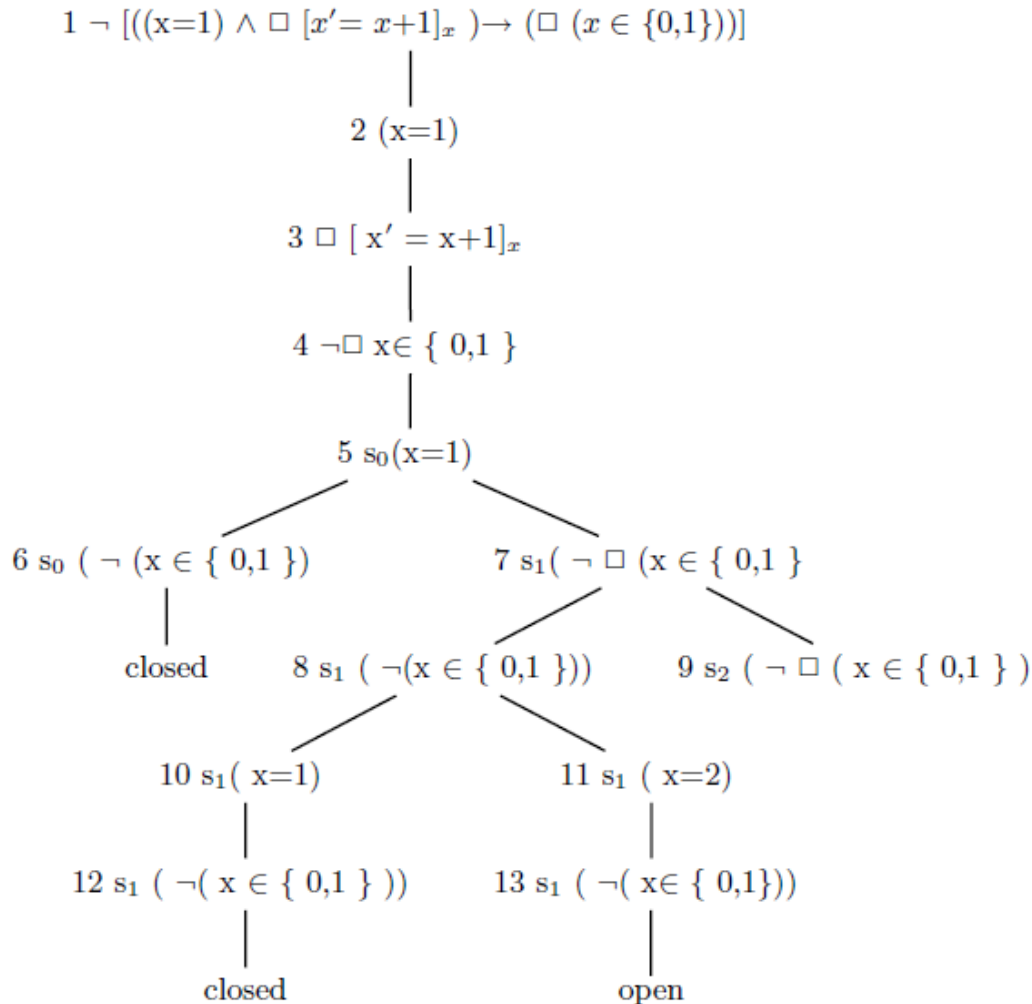 1 ¬ [((x=1) ∧ □ [x′= x+1]ₓ )→ (□ (x ∈ {0,1}))]
2 (x=1)
3 □ [ x′ = x+1]ₓ
4 ¬□ x∈ { 0,1 }
5 s₀(x=1)
6 s₀ ( ¬ (x ∈ { 0,1 })
7 s₁( ¬ □ (x ∈ { 0,1 }
closed
8 s₁ ( ¬(x ∈ { 0,1 }))
9 s₂ ( ¬ □ ( x ∈ { 0,1 } )
10 s₁( x=1)
11 s₁ ( x=2)
12 s₁ ( ¬( x ∈ { 0,1 } ))
13 s₁ ( ¬( x∈ { 0,1}))
closed
open